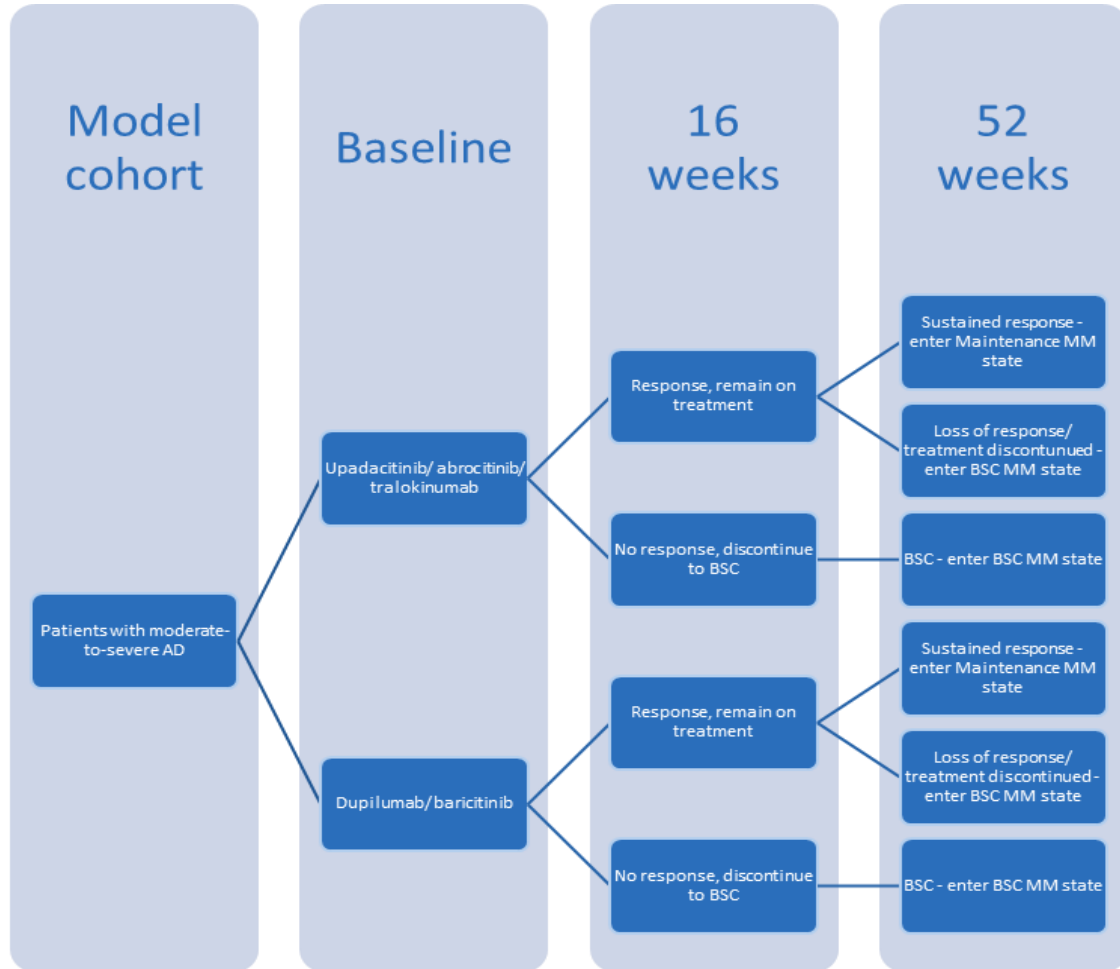 Model
cohort
Baseline
16
weeks
52
weeks
Patients with moderate-
to-severe AD
Upadacitinib/ abrocitinib/
tralokinumab
Dupilumab/ baricitinib
Response, remain on
treatment
No response, discontinue
to BSC
Response, remain on
treatment
No response, discontinue
to BSC
Sustained response -
enter Maintenance MM
state
Loss of response/
treatment discontunued -
enter BSC MM state
BSC - enter BSC MM state
Sustained response -
enter Maintenance MM
state
Loss of response/
treatment discontinued -
enter BSC MM state
BSC - enter BSC MM state